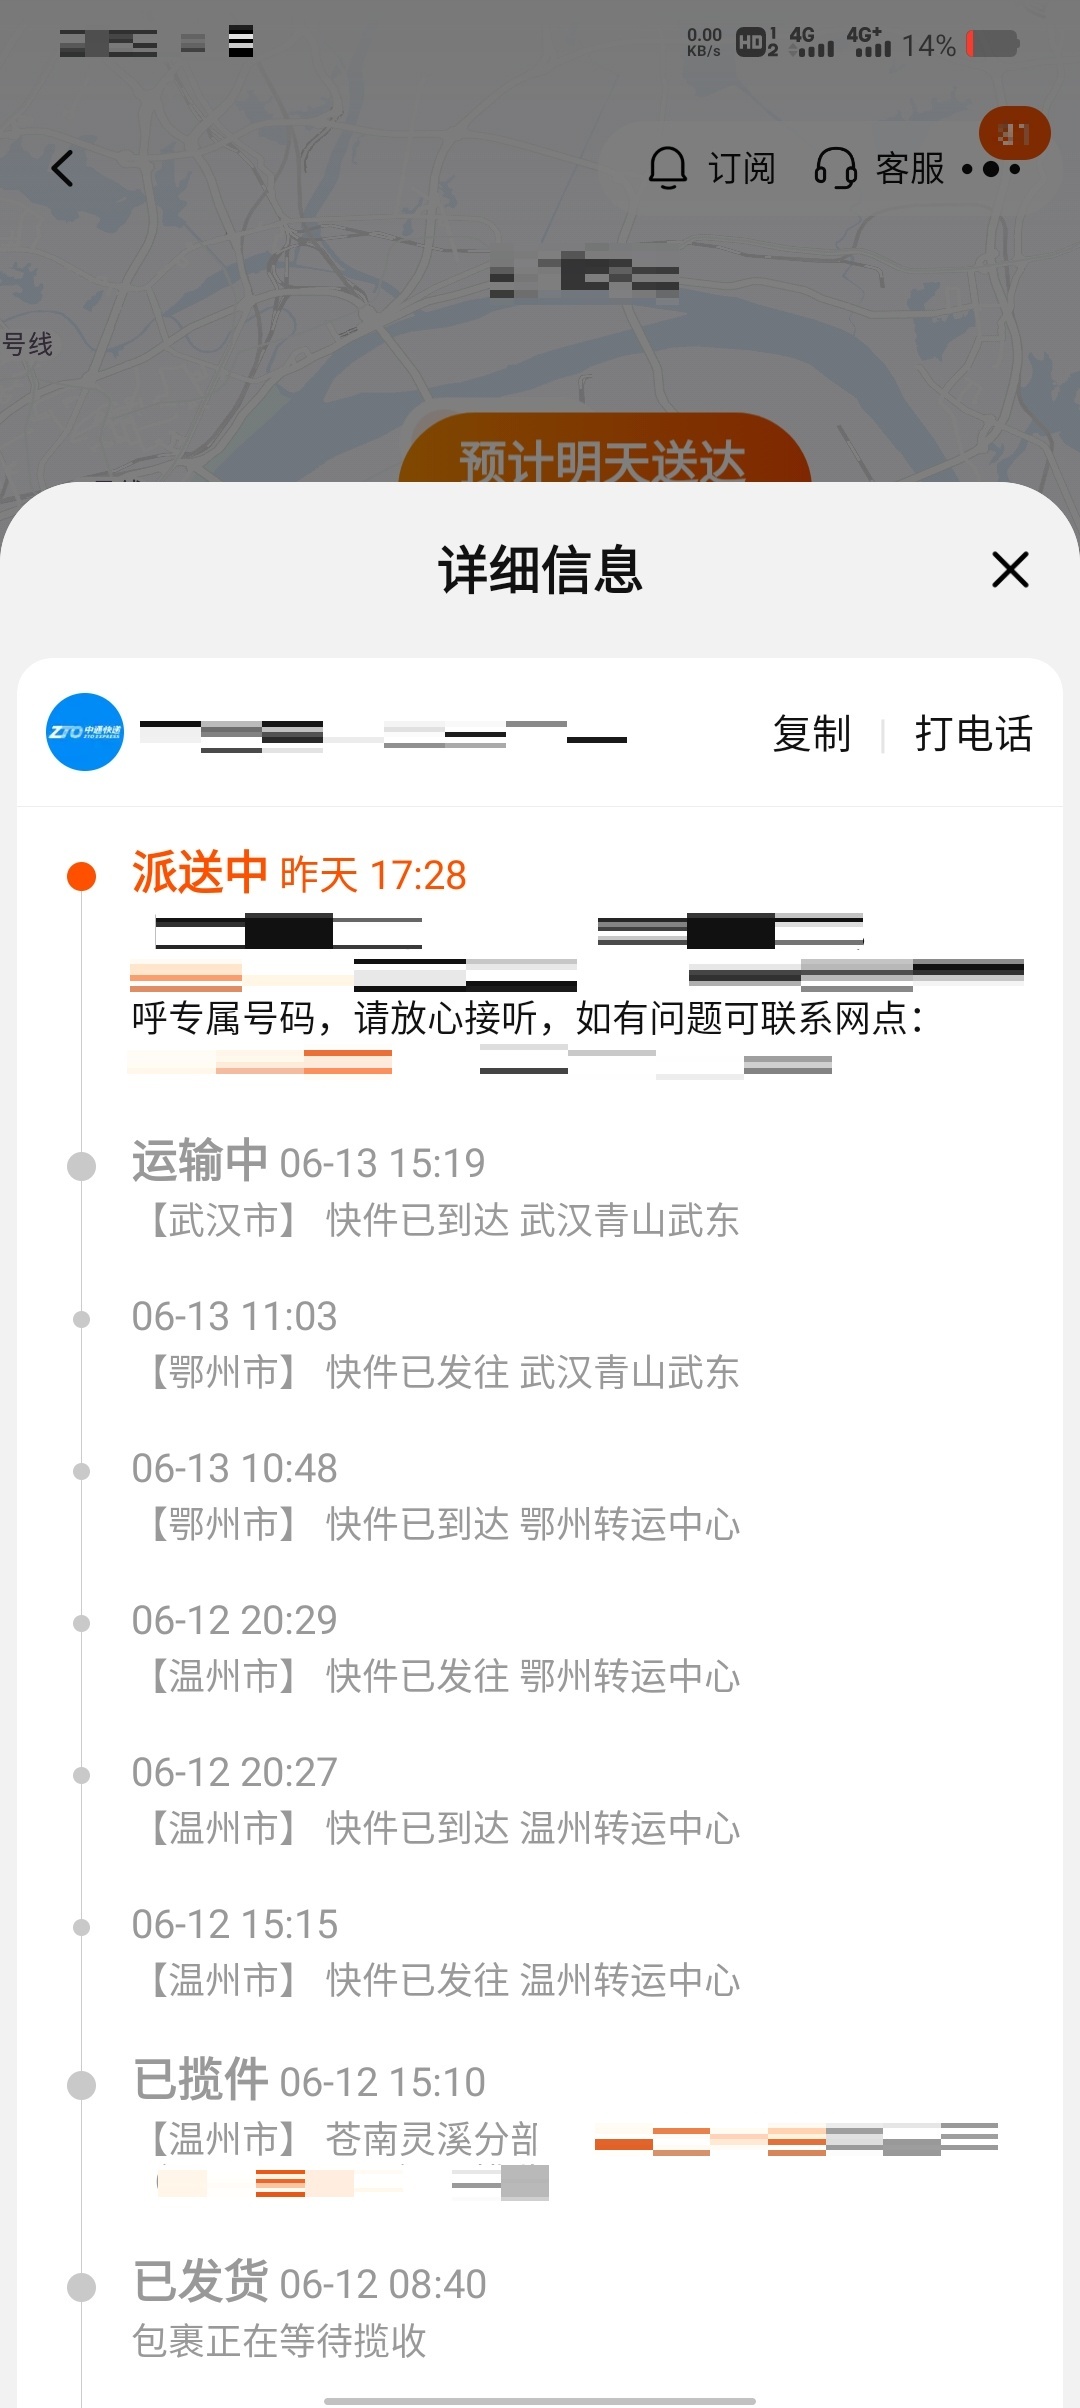 0.00
KB/s
HD 1 2
4G
4G+
14%
订阅
客服
号线
预计明天送达
详细信息
ZTO 中通快递
ZTO EXPRESS
复制 | 打电话
派送中 昨天 17:28
呼专属号码，请放心接听，如有问题可联系网点：
运输中 06-13 15:19
【武汉市】 快件已到达 武汉青山武东
06-13 11:03
【鄂州市】 快件已发往 武汉青山武东
06-13 10:48
【鄂州市】 快件已到达 鄂州转运中心
06-12 20:29
【温州市】 快件已发往 鄂州转运中心
06-12 20:27
【温州市】 快件已到达 温州转运中心
06-12 15:15
【温州市】 快件已发往 温州转运中心
已揽件 06-12 15:10
【温州市】 苍南灵溪分部
已发货 06-12 08:40
包裹正在等待揽收